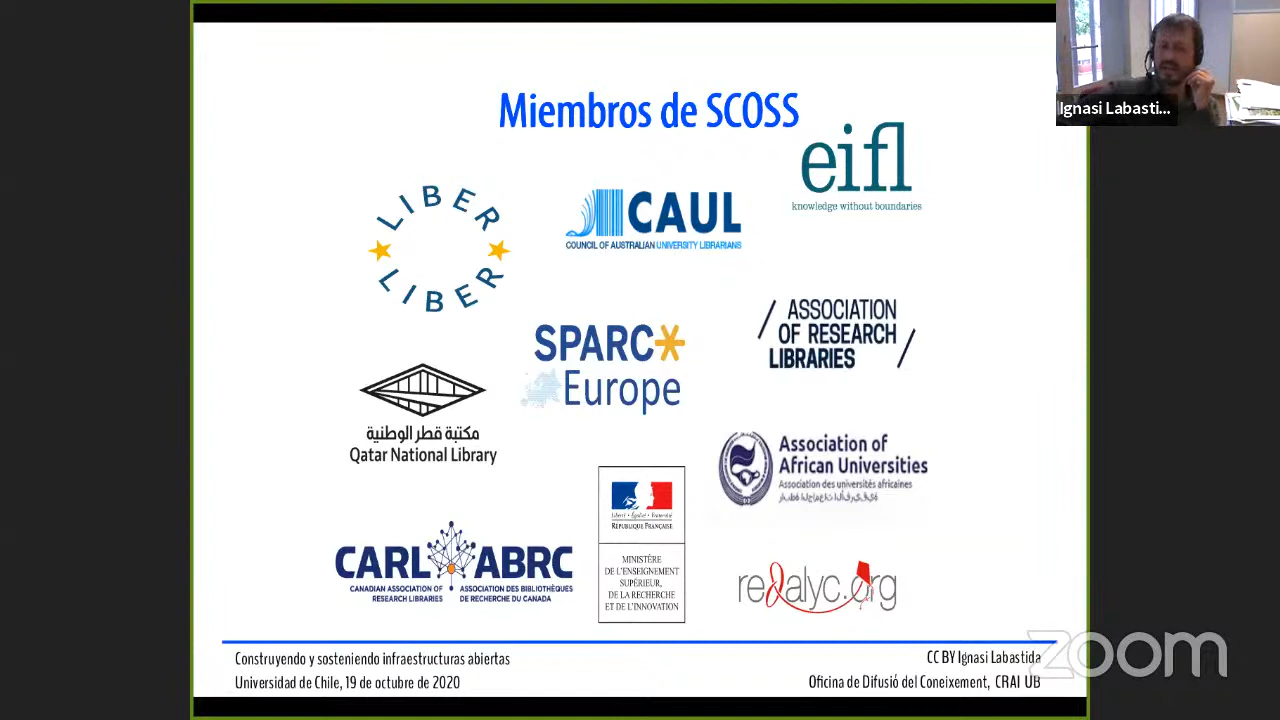 Ignasi Labasti...
Miembros de SCOSS
eifl
knowledge without boundaries
LIBER
LIBER
CAUL
COUNCIL OF AUSTRALIAN UNIVERSITY LIBRARIANS
SPARC
Europe
ASSOCIATION
OF RESEARCH
LIBRARIES
مكتبة قطر الوطنية
Qatar National Library
Association of
African Universities
Association des universités africaines
رابطة الجامعات الأفريقية
Liberté • Égalité • Fraternité
RÉPUBLIQUE FRANÇAISE
MINISTÈRE
DE L'ENSEIGNEMENT
SUPÉRIEUR,
DE LA RECHERCHE
ET DE L'INNOVATION
CARL ABRC
CANADIAN ASSOCIATION OF
RESEARCH LIBRARIES
ASSOCIATION DES BIBLIOTHÈQUES
DE RECHERCHE DU CANADA
redalyc.org
Construyendo y sosteniendo infraestructuras abiertas
Universidad de Chile, 19 de octubre de 2020
CC BY Ignasi Labastida
Oficina de Difusió del Coneixement, CRAI UB
zoom